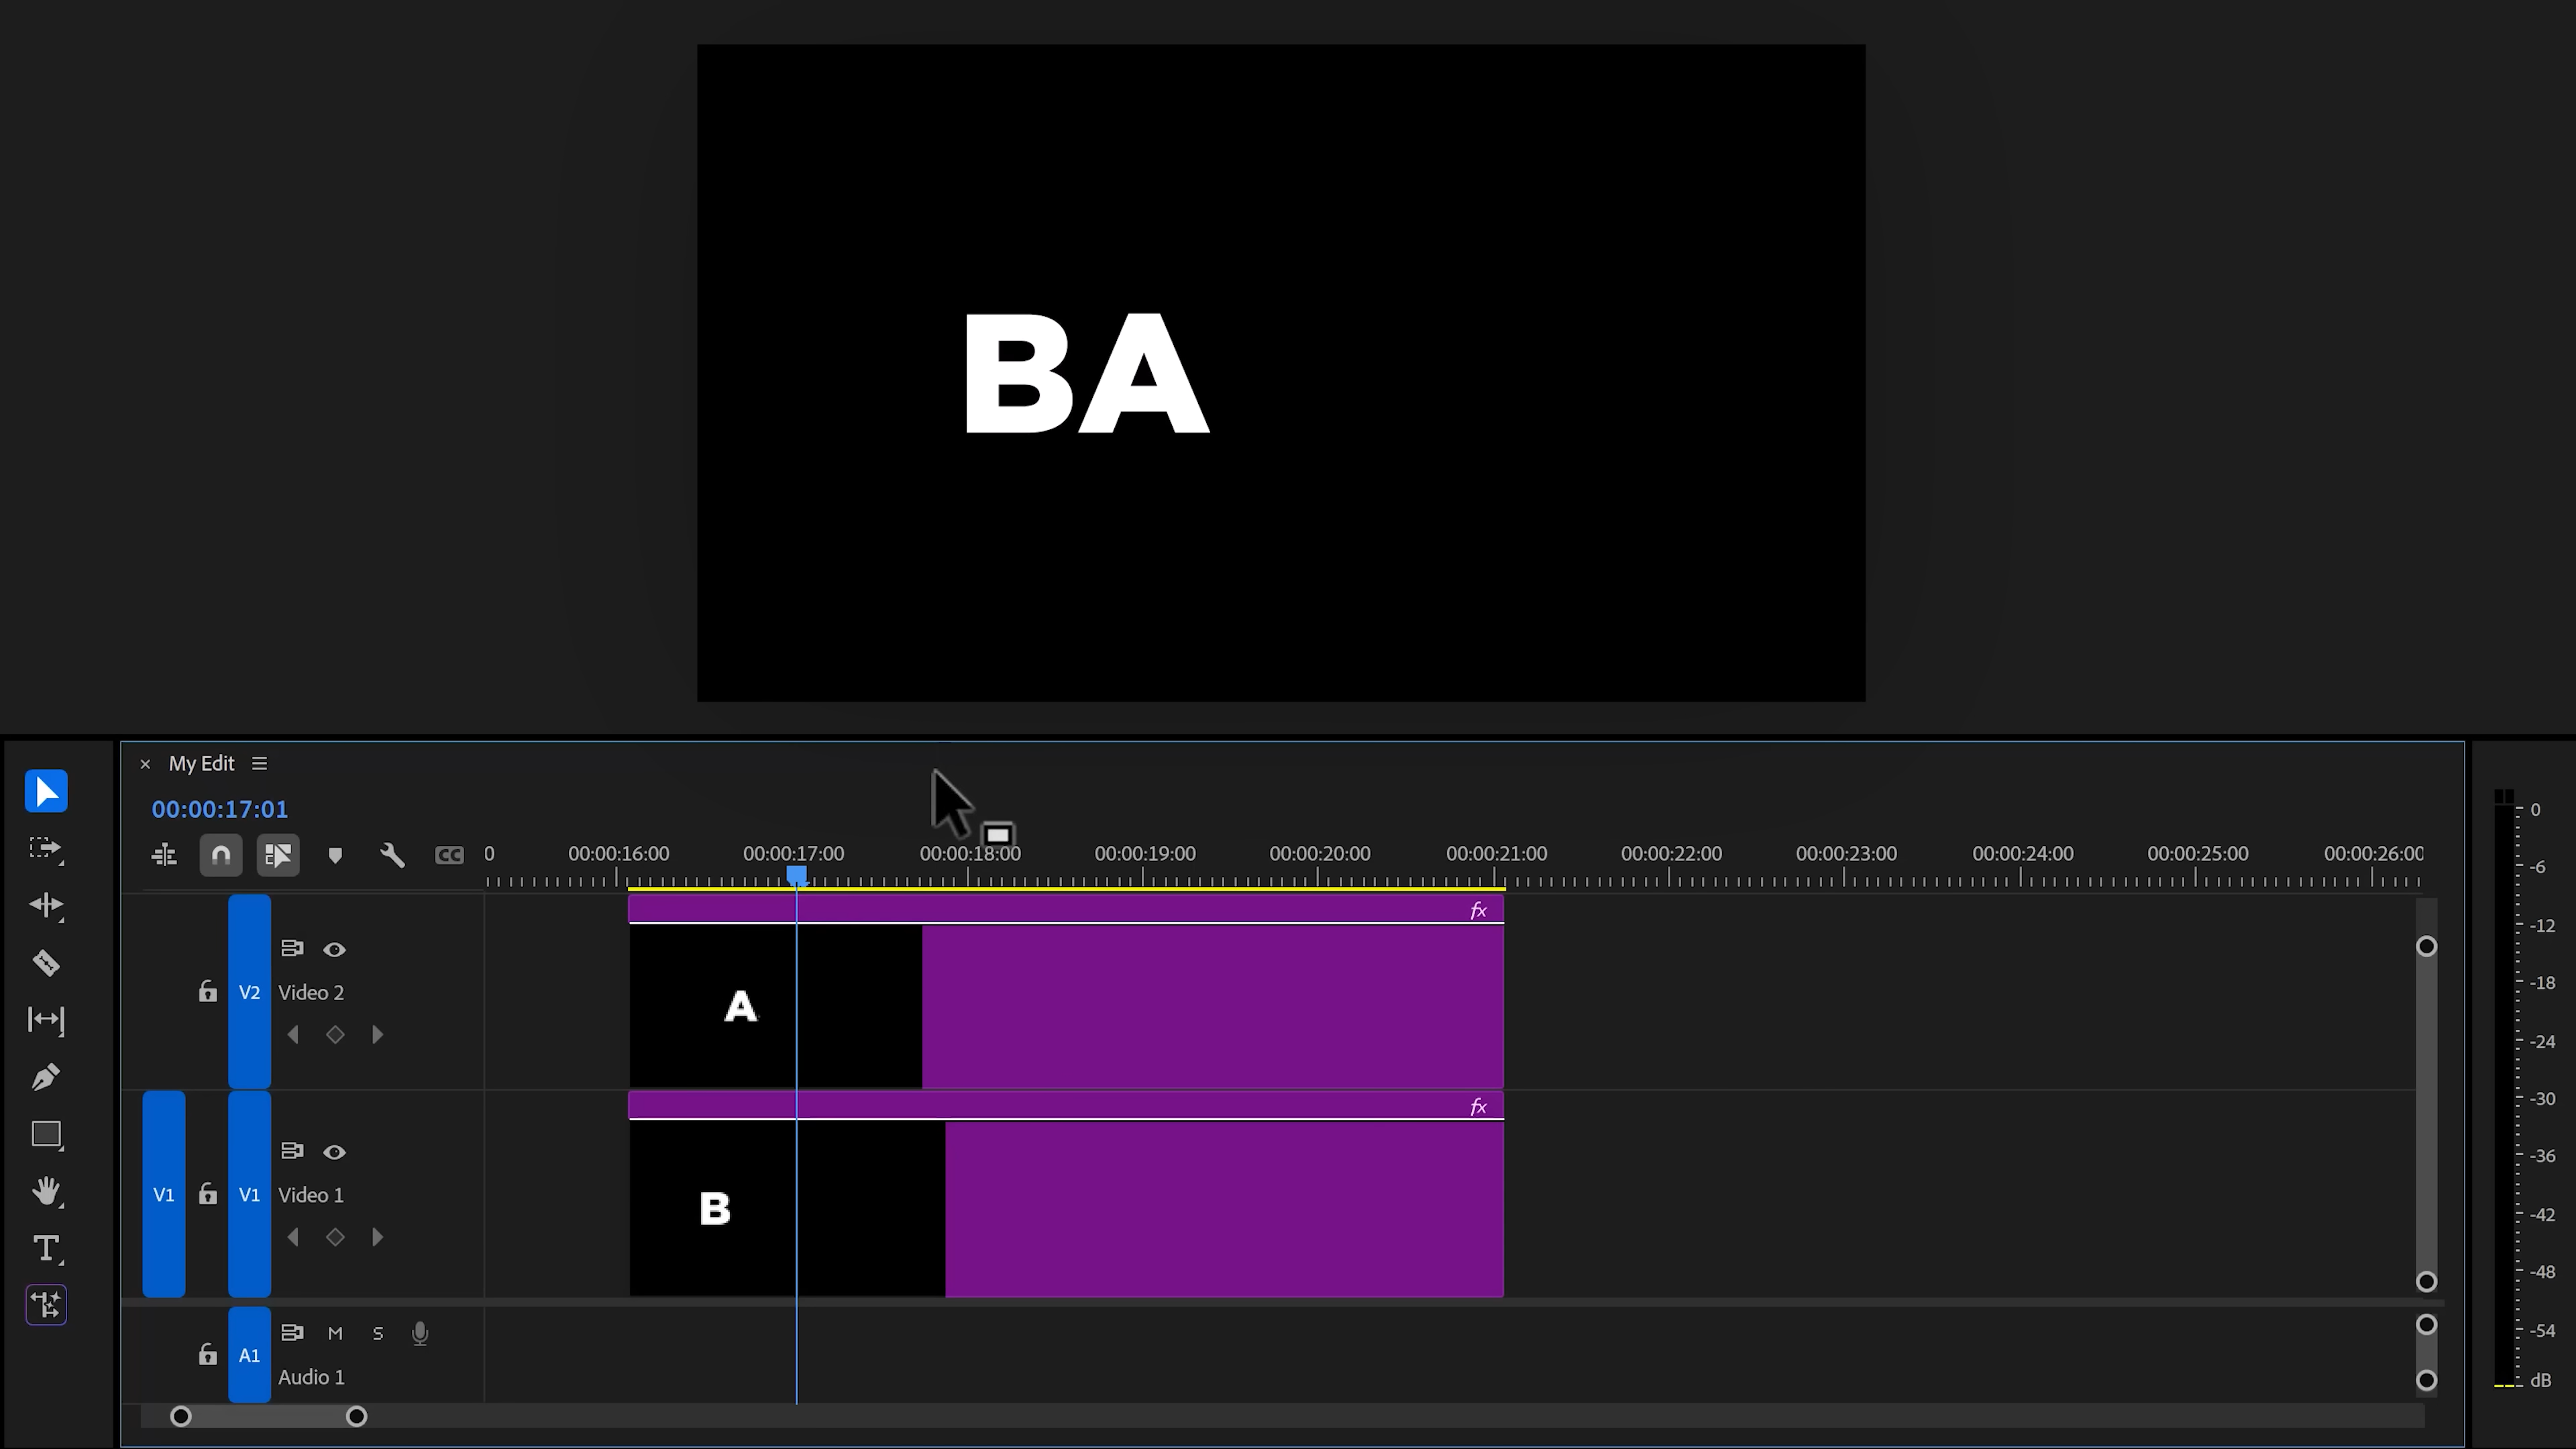 BA
My Edit
00:00:17:01
CC
0 00:00:16:00 00:00:17:00 00:00:18:00 00:00:19:00 00:00:20:00 00:00:21:00 00:00:22:00 00:00:23:00 00:00:24:00 00:00:25:00 00:00:26:00
fx
V2 Video 2
A
fx
V1 V1 Video 1
B
T
M S
A1
Audio 1
0
-6
-12
-18
-24
-30
-36
-42
-48
-54
dB